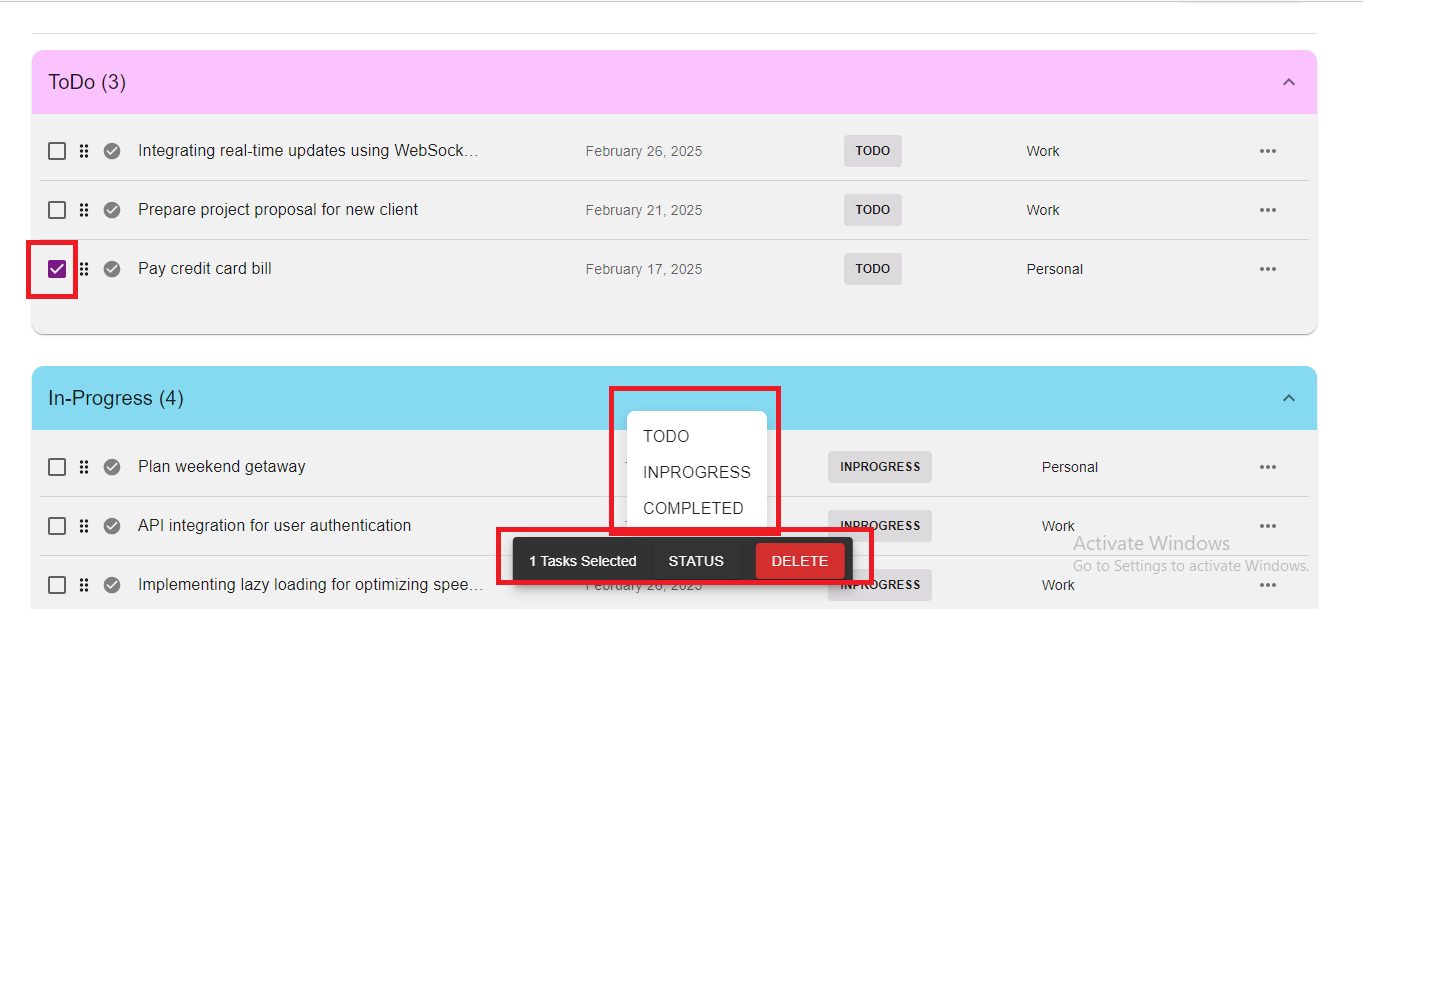 ToDo (3)
Integrating real-time updates using WebSock... February 26, 2025 TODO Work
Prepare project proposal for new client February 21, 2025 TODO Work
Pay credit card bill February 17, 2025 TODO Personal
In-Progress (4)
TODO
Plan weekend getaway INPROGRESS Personal
INPROGRESS
COMPLETED
API integration for user authentication INPROGRESS Work
Activate Windows
1 Tasks Selected STATUS DELETE
Go to Settings to activate Windows.
Implementing lazy loading for optimizing spee... February 26, 2025 INPROGRESS Work